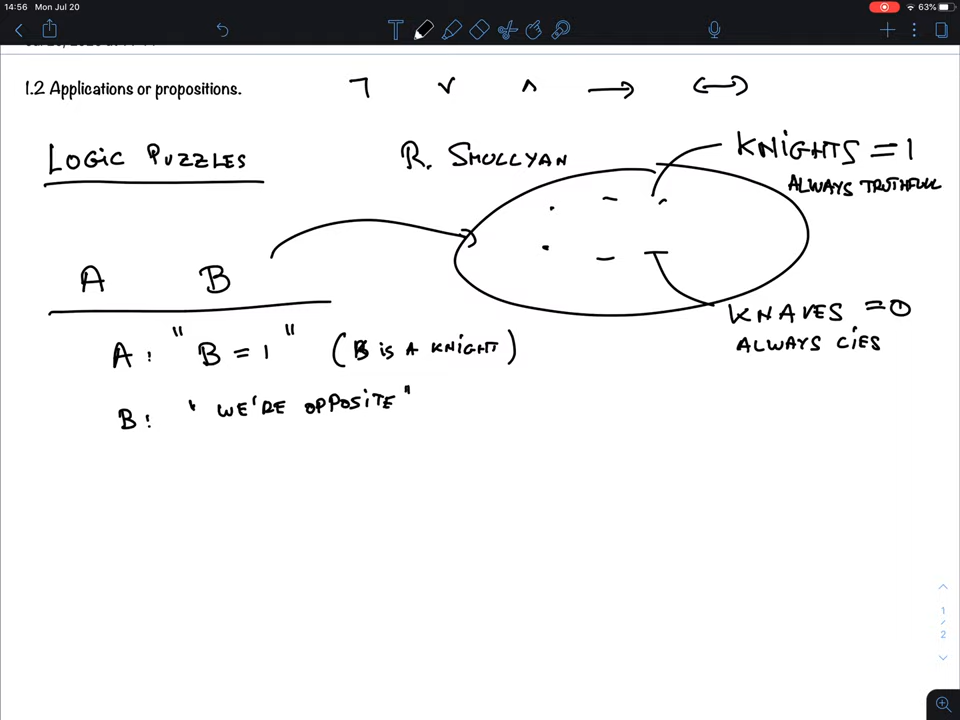 14:56 Mon Jul 20
63%
1.2 Applications or propositions.
¬ ∨ ∧ → ↔
LOGIC PUZZLES
R. SMOLLYAN
KNIGHTS = 1
ALWAYS TRUTHFUL
A B
KNAVES = 0
ALWAYS LIES
A: "B = 1" (B IS A KNIGHT)
B: "WE'RE OPPOSITE"
1
/
2